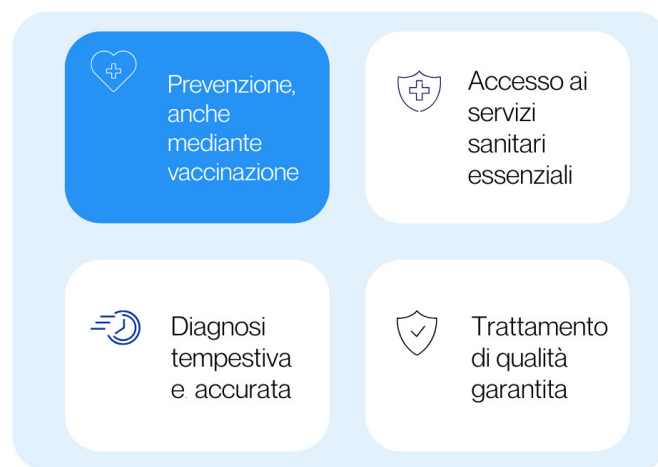 Prevenzione,
anche
mediante
vaccinazione
Accesso ai
servizi
sanitari
essenziali
Diagnosi
tempestiva
e. accurata
Trattamento
di qualità
garantita